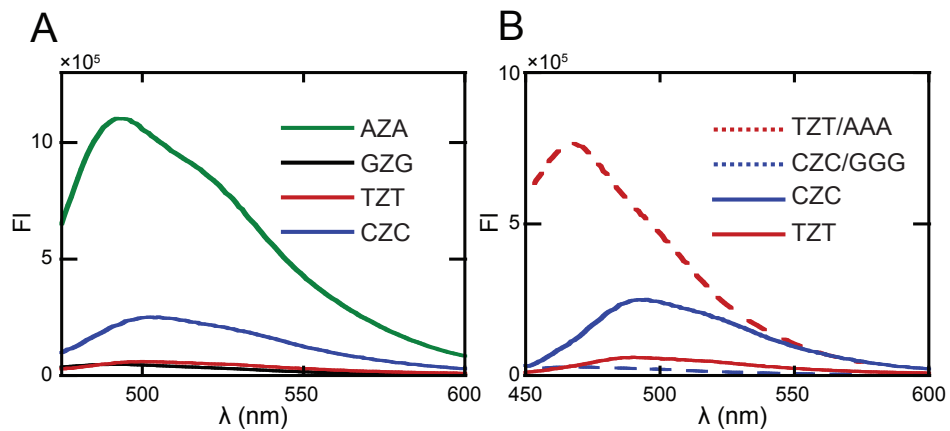 A
×10⁵
10
5
0
FI
500
550
600
λ (nm)
AZA
GZG
TZT
CZC
B
×10⁵
10
5
0
FI
450
500
550
600
λ (nm)
TZT/AAA
CZC/GGG
CZC
TZT